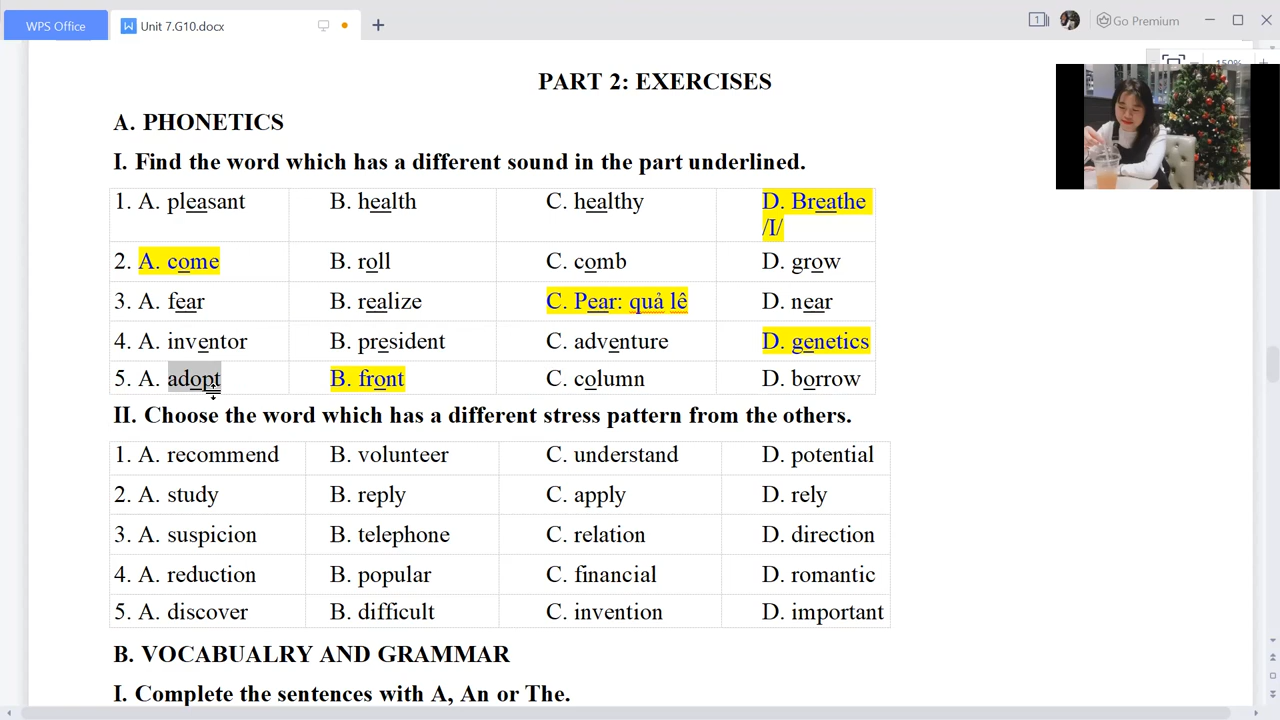 WPS Office Unit 7.G10.docx 1 Go Premium
150%
PART 2: EXERCISES
A. PHONETICS
I. Find the word which has a different sound in the part underlined.
1. A. pleasant B. health C. healthy D. Breathe
/I/
2. A. come B. roll C. comb D. grow
3. A. fear B. realize C. Pear: quả lê D. near
4. A. inventor B. president C. adventure D. genetics
5. A. adopt B. front C. column D. borrow
II. Choose the word which has a different stress pattern from the others.
1. A. recommend B. volunteer C. understand D. potential
2. A. study B. reply C. apply D. rely
3. A. suspicion B. telephone C. relation D. direction
4. A. reduction B. popular C. financial D. romantic
5. A. discover B. difficult C. invention D. important
B. VOCABUALRY AND GRAMMAR
I. Complete the sentences with A, An or The.